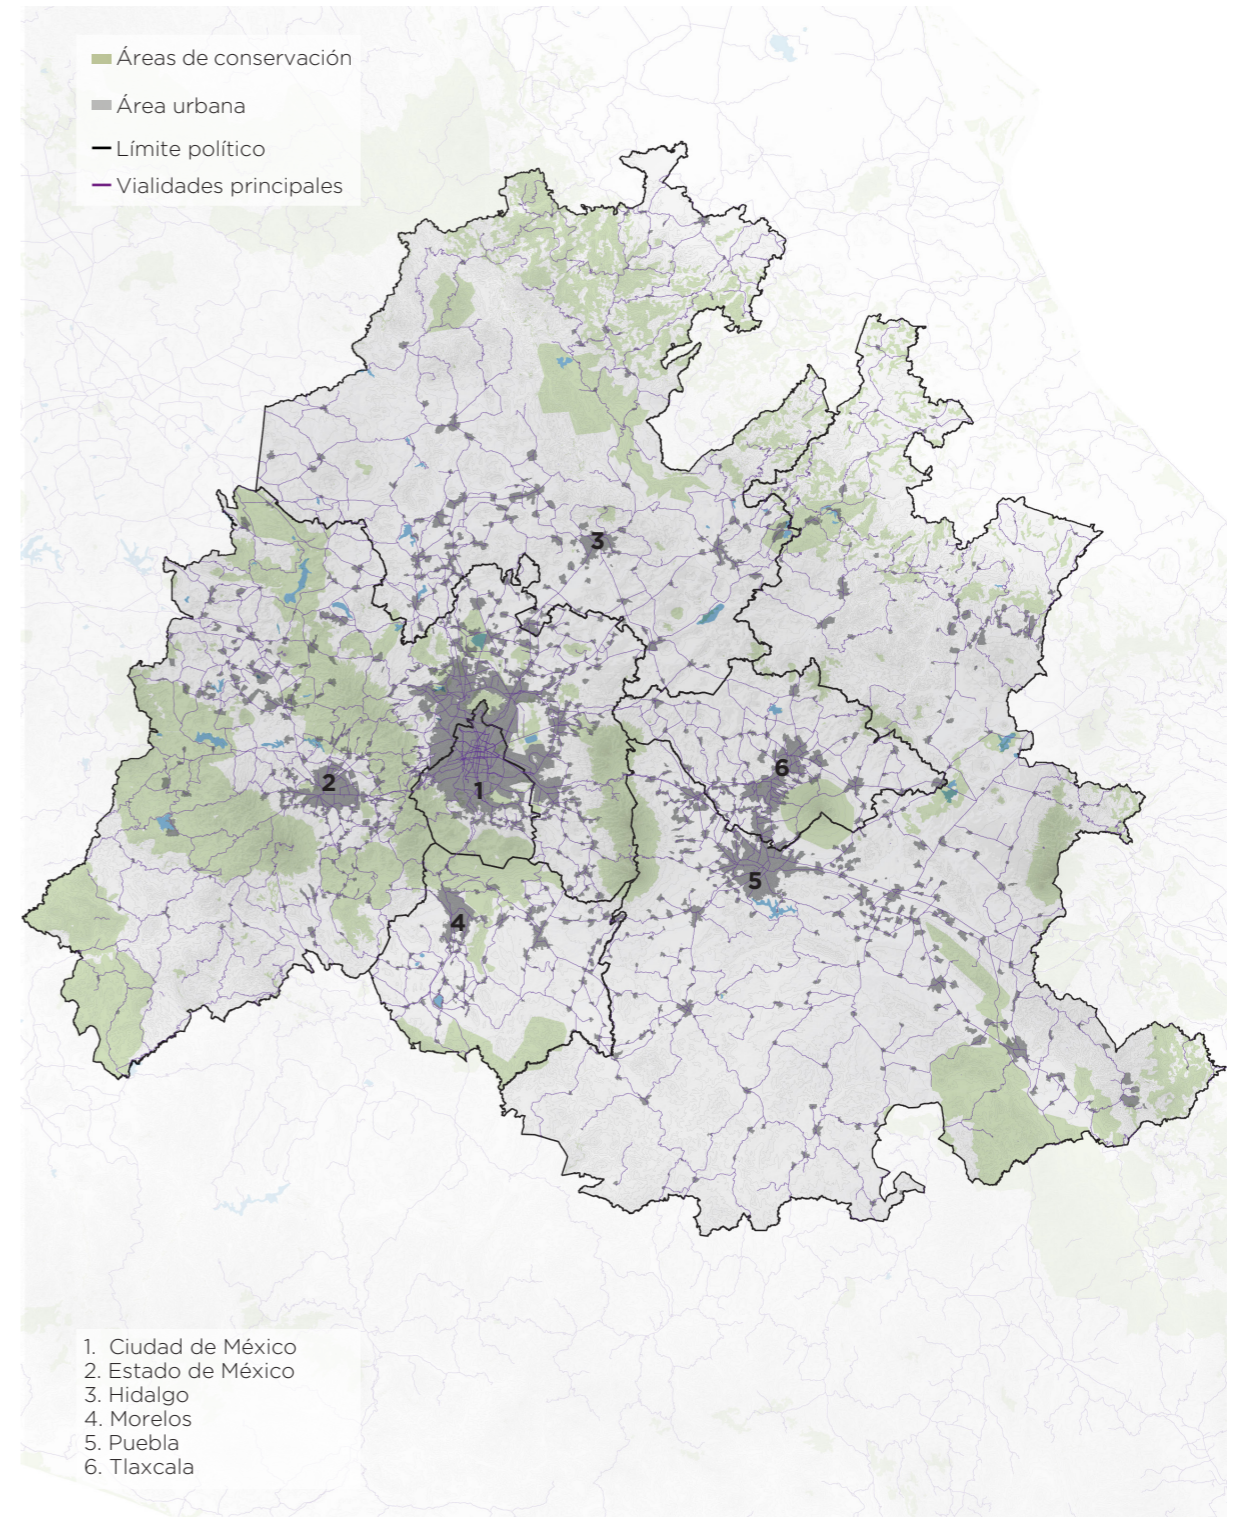 Áreas de conservación
Área urbana
Límite político
Vialidades principales
3
2
1
6
5
4
1. Ciudad de México
2. Estado de México
3. Hidalgo
4. Morelos
5. Puebla
6. Tlaxcala